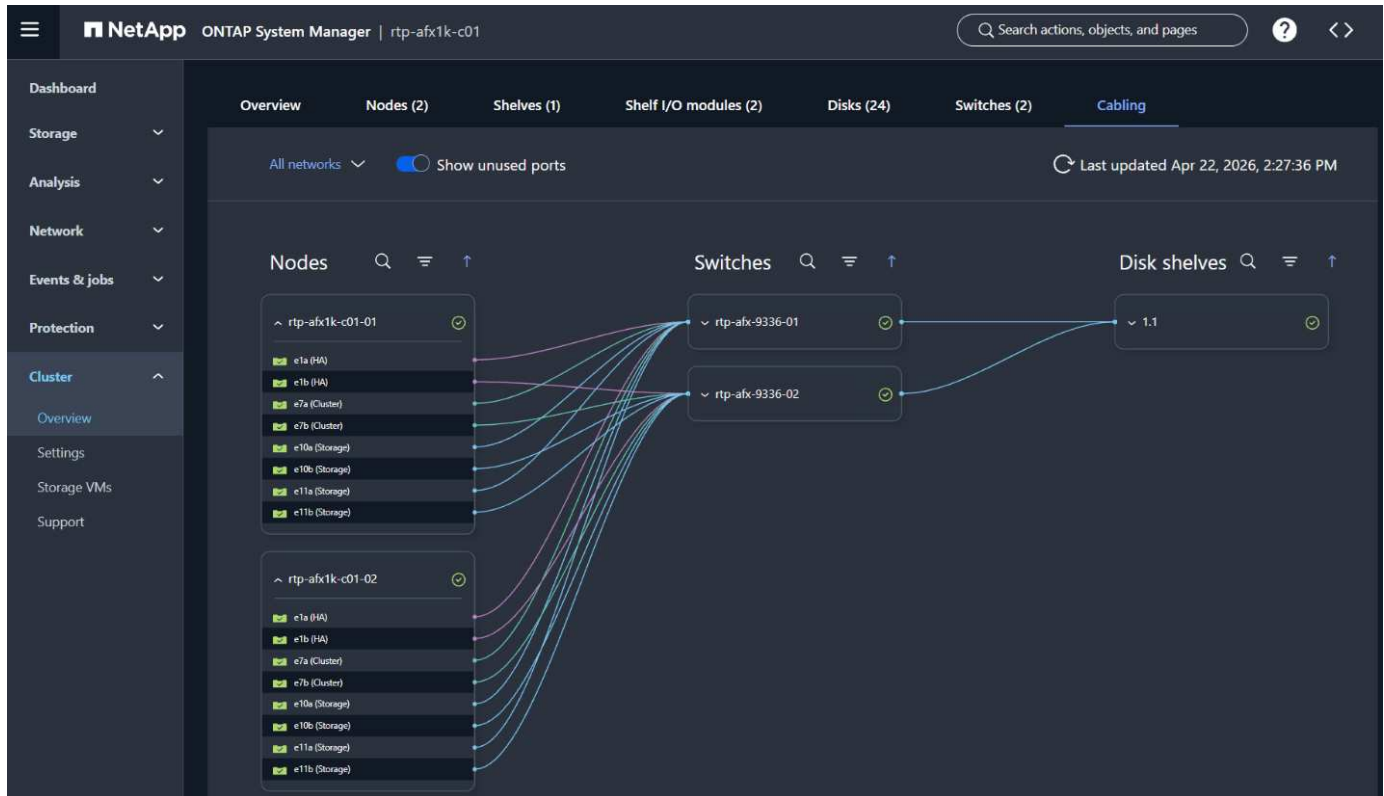 NetApp ONTAP System Manager | rtp-afx1k-c01
Search actions, objects, and pages
Dashboard
Storage
Analysis
Network
Events & jobs
Protection
Cluster
Overview
Settings
Storage VMs
Support
Overview Nodes (2) Shelves (1) Shelf I/O modules (2) Disks (24) Switches (2) Cabling
All networks Show unused ports Last updated Apr 22, 2026, 2:27:36 PM
Nodes
rtp-afx1k-c01-01
e1a (HA)
e1b (HA)
e7a (Cluster)
e7b (Cluster)
e10a (Storage)
e10b (Storage)
e11a (Storage)
e11b (Storage)
rtp-afx1k-c01-02
e1a (HA)
e1b (HA)
e7a (Cluster)
e7b (Cluster)
e10a (Storage)
e10b (Storage)
e11a (Storage)
e11b (Storage)
Switches
rtp-afx-9336-01
rtp-afx-9336-02
Disk shelves
1.1